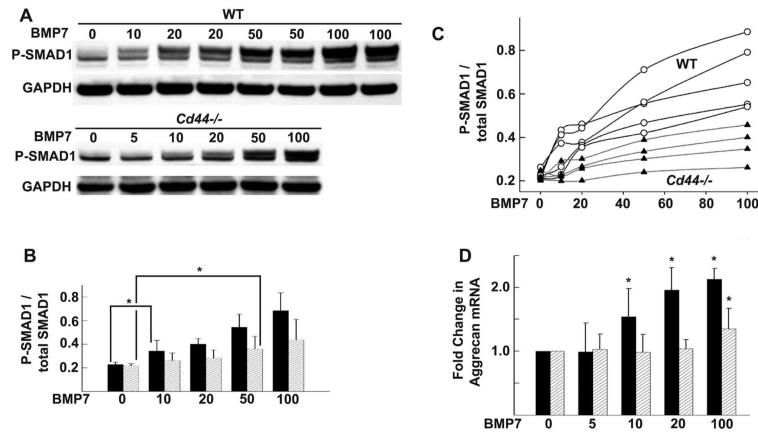 A
WT
BMP7 0 10 20 20 50 50 100 100
P-SMAD1
GAPDH
Cd44-/-
BMP7 0 5 10 20 50 100
P-SMAD1
GAPDH
B
P-SMAD1 /
total SMAD1
0.8
0.6
0.4
0.2
*
*
BMP7 0 10 20 50 100
C
P-SMAD1 /
total SMAD1
0.8
0.6
0.4
0.2
WT
Cd44-/-
BMP7 0 20 40 60 80 100
D
Fold Change in
Aggrecan mRNA
2.0
1.0
* * * *
BMP7 0 5 10 20 100